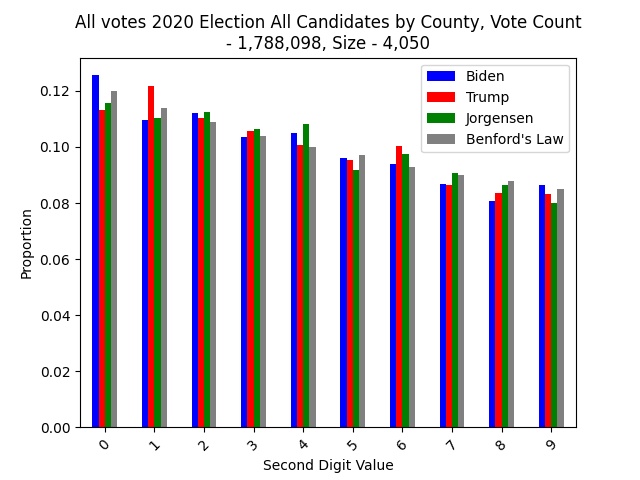 All votes 2020 Election All Candidates by County, Vote Count
- 1,788,098, Size - 4,050
Biden
Trump
Jorgensen
Benford's Law
Proportion
0.12
0.10
0.08
0.06
0.04
0.02
0.00
0 1 2 3 4 5 6 7 8 9
Second Digit Value